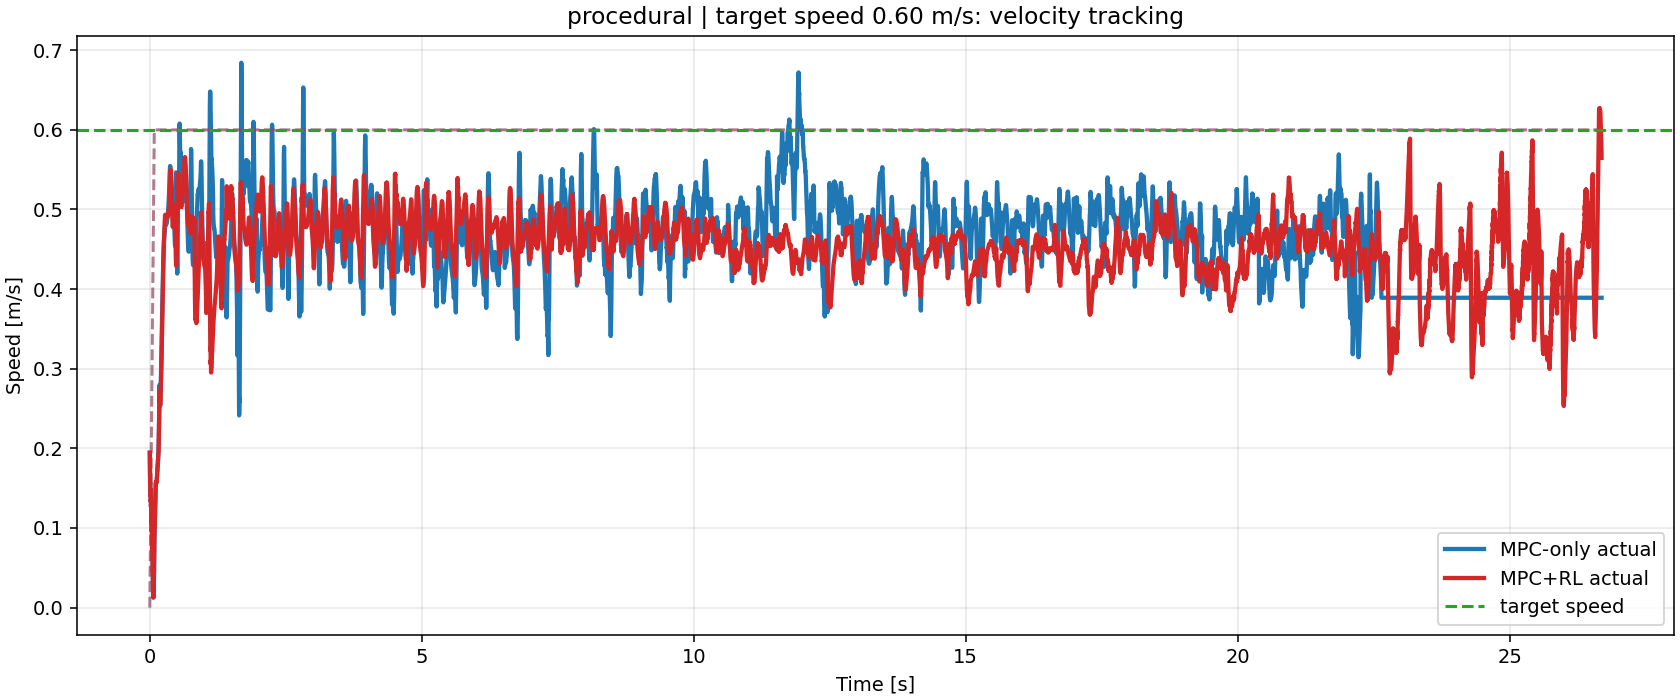 procedural | target speed 0.60 m/s: velocity tracking
Speed [m/s]
0.7
0.6
0.5
0.4
0.3
0.2
0.1
0.0
MPC-only actual
MPC+RL actual
target speed
0
5
10
15
20
25
Time [s]